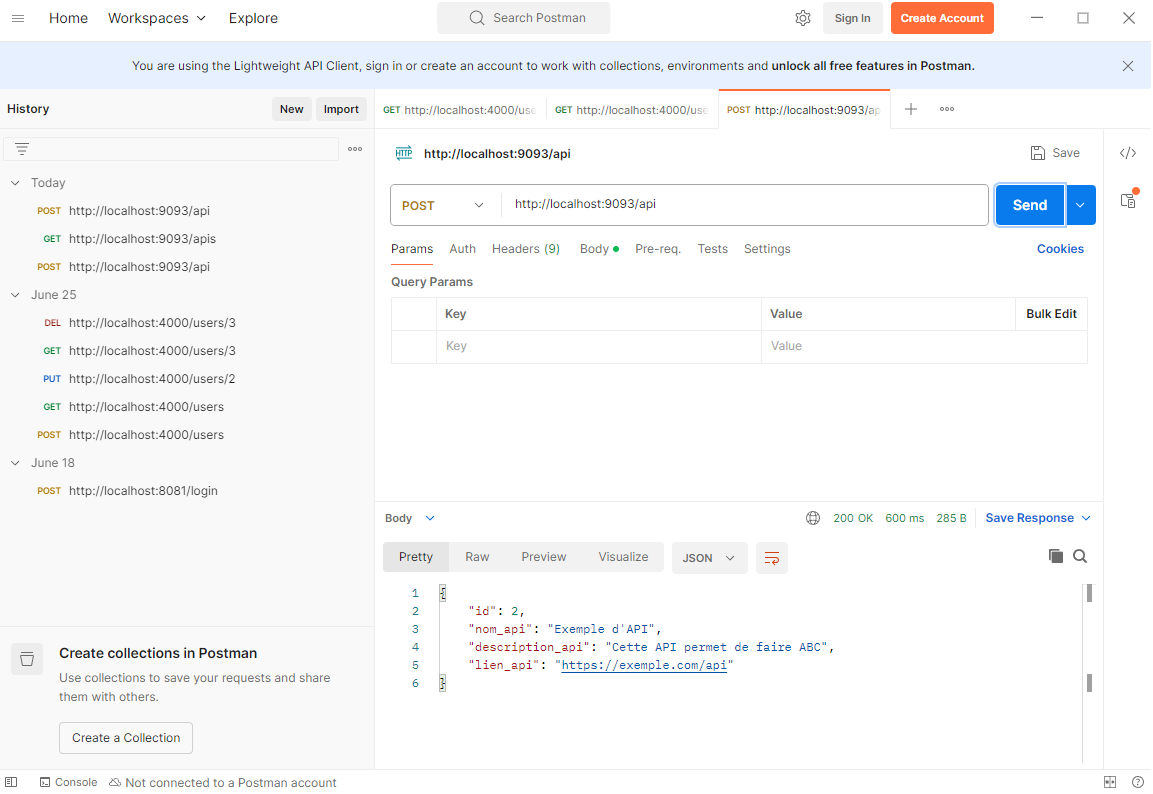 Home Workspaces Explore Search Postman Sign In Create Account
You are using the Lightweight API Client, sign in or create an account to work with collections, environments and unlock all free features in Postman.
History New Import
Today
POST http://localhost:9093/api
GET http://localhost:9093/apis
POST http://localhost:9093/api
June 25
DEL http://localhost:4000/users/3
GET http://localhost:4000/users/3
PUT http://localhost:4000/users/2
GET http://localhost:4000/users
POST http://localhost:4000/users
June 18
POST http://localhost:8081/login
Create collections in Postman
Use collections to save your requests and share
them with others.
Create a Collection
GET http://localhost:4000/use GET http://localhost:4000/use POST http://localhost:9093/ap
HTTP http://localhost:9093/api Save
POST http://localhost:9093/api Send
Params Auth Headers (9) Body Pre-req. Tests Settings Cookies
Query Params
Key Value Bulk Edit
Key Value
Body 200 OK 600 ms 285 B Save Response
Pretty Raw Preview Visualize JSON
1 {
2 "id": 2,
3 "nom_api": "Exemple d'API",
4 "description_api": "Cette API permet de faire ABC",
5 "lien_api": "https://exemple.com/api"
6 }
Console Not connected to a Postman account